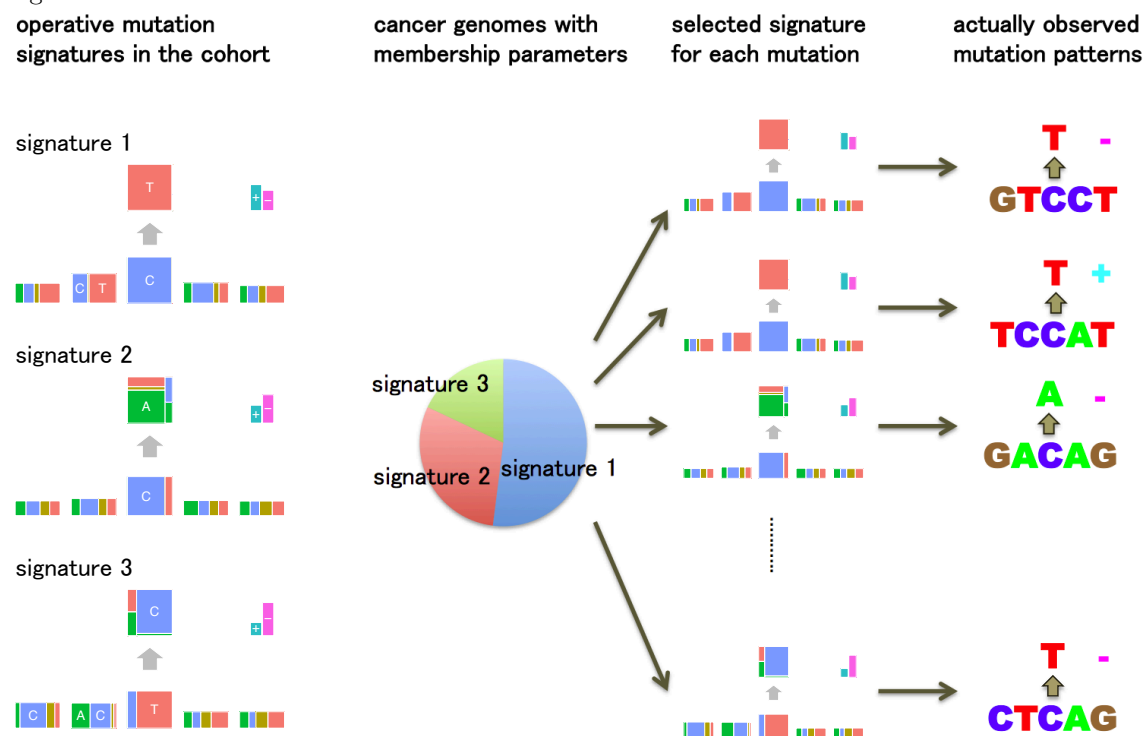 operative mutation
signatures in the cohort
cancer genomes with
membership parameters
selected signature
for each mutation
actually observed
mutation patterns
signature 1
T
+ -
C T
C
signature 2
A
+ -
C
signature 3
C
+ -
C
A C
T
signature 3
signature 2
signature 1
T -
GTCCT
T +
TCCAT
A -
GACAG
T -
CTCAG